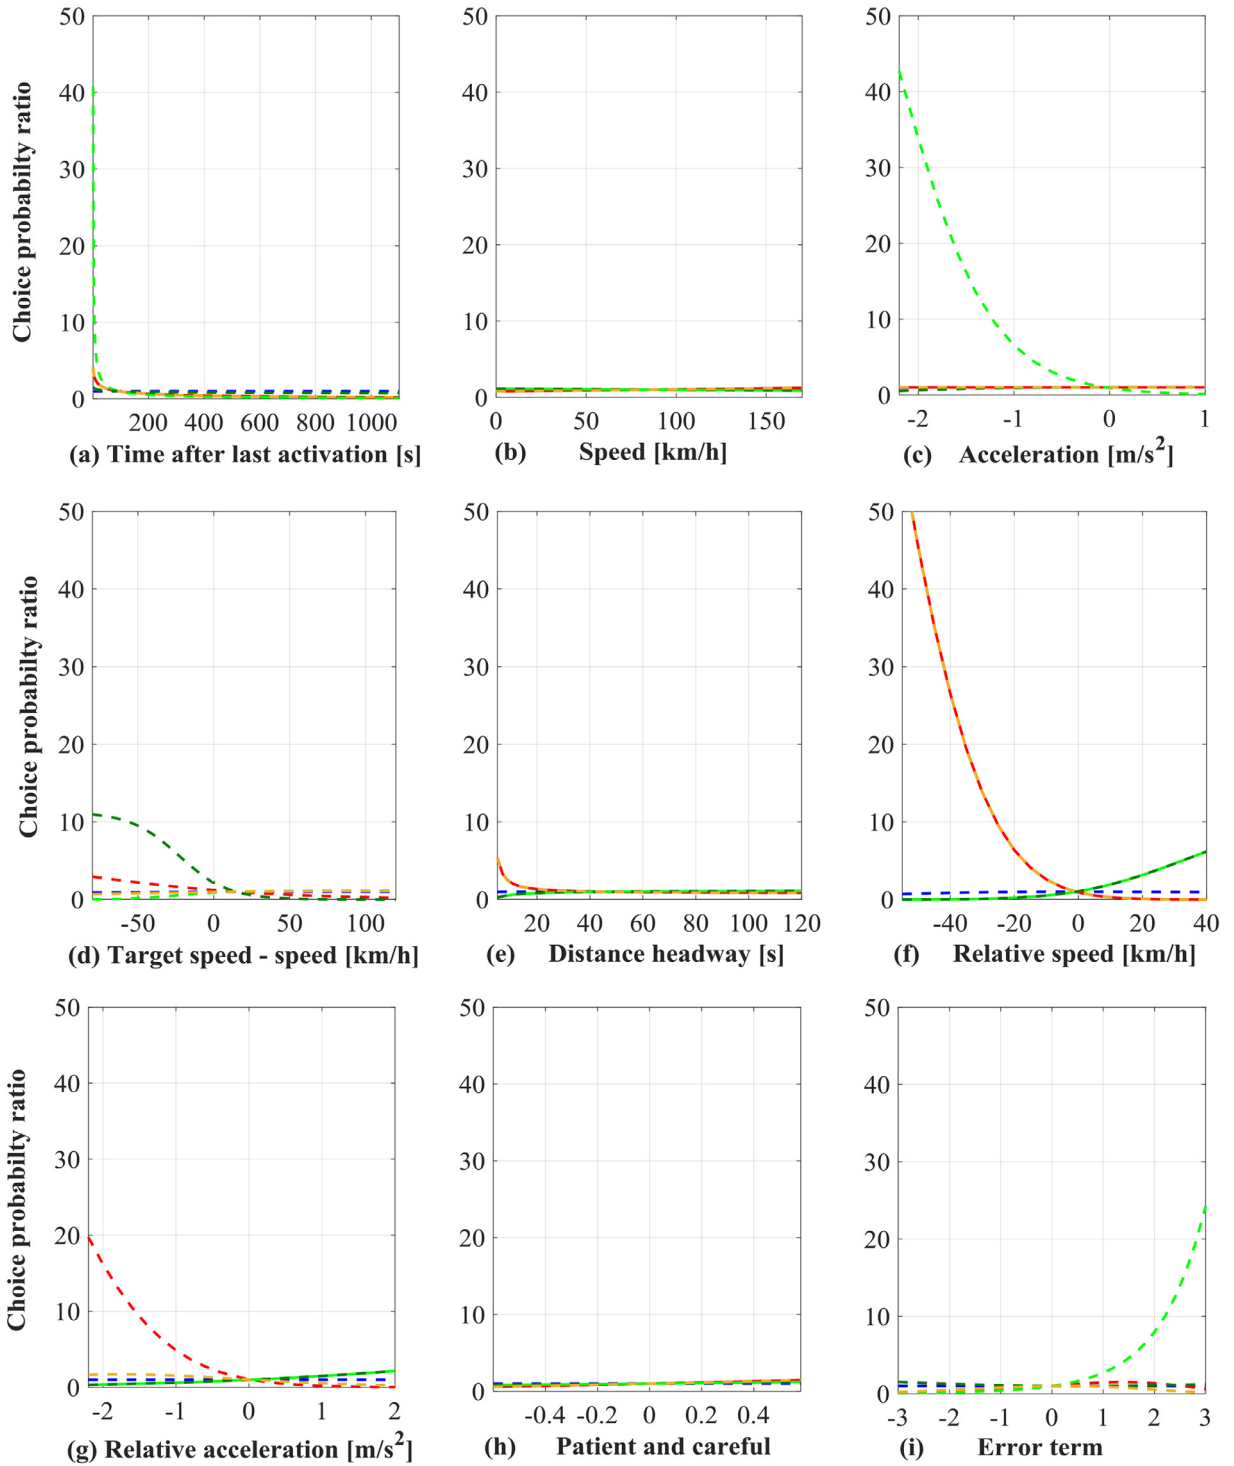 50 50 50
40 40 40
30 30 30
20 20 20
10 10 10
0 0 0
Choice probabilty ratio
200 400 600 800 1000 0 50 100 150 -2 -1 0 1
(a) Time after last activation [s] (b) Speed [km/h] (c) Acceleration [m/s2]
50 50 50
40 40 40
30 30 30
20 20 20
10 10 10
0 0 0
Choice probabilty ratio
-50 0 50 100 20 40 60 80 100 120 -40 -20 0 20 40
(d) Target speed - speed [km/h] (e) Distance headway [s] (f) Relative speed [km/h]
50 50 50
40 40 40
30 30 30
20 20 20
10 10 10
0 0 0
Choice probabilty ratio
-2 -1 0 1 2 -0.4 -0.2 0 0.2 0.4 -3 -2 -1 0 1 2 3
(g) Relative acceleration [m/s2] (h) Patient and careful (i) Error term